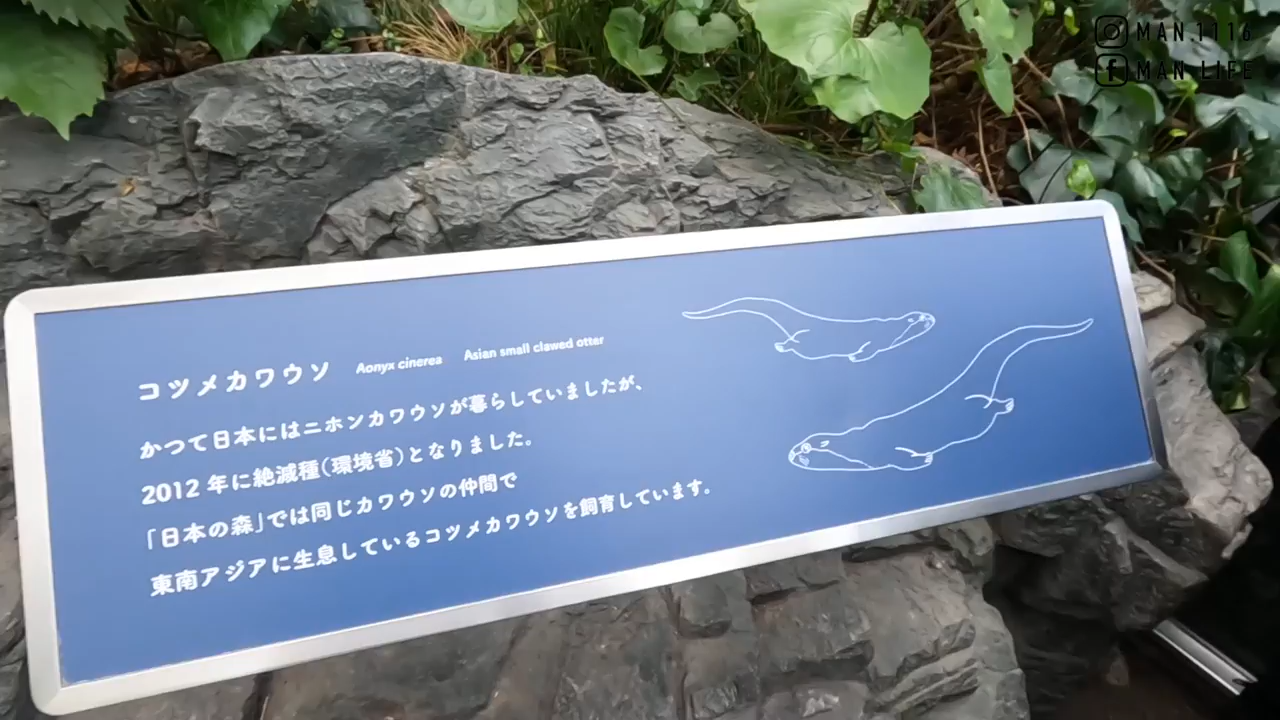 MAN.1116
MAN.LIFE
コツメカワウソ Aonyx cinerea Asian small clawed otter
かつて日本にはニホンカワウソが暮らしていましたが、
2012 年に絶滅種(環境省)となりました。
「日本の森」では同じカワウソの仲間で
東南アジアに生息しているコツメカワウソを飼育しています。